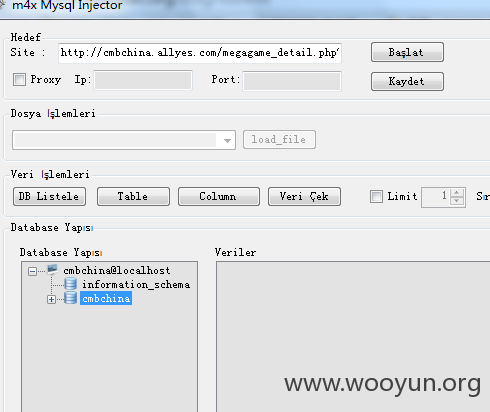 m4x Mysql Injector
Hedef
Site : http://cmbchina.allyes.com/megagame_detail.php? Başlat
Proxy Ip: Port: Kaydet
Dosya İşlemleri
load_file
Veri İşlemleri
DB Listele Table Column Veri Çek Limit 1 Sır
Database Yapısı
Database Yapısı Veriler
cmbchina@localhost
information_schema
cmbchina
www.wooyun.org